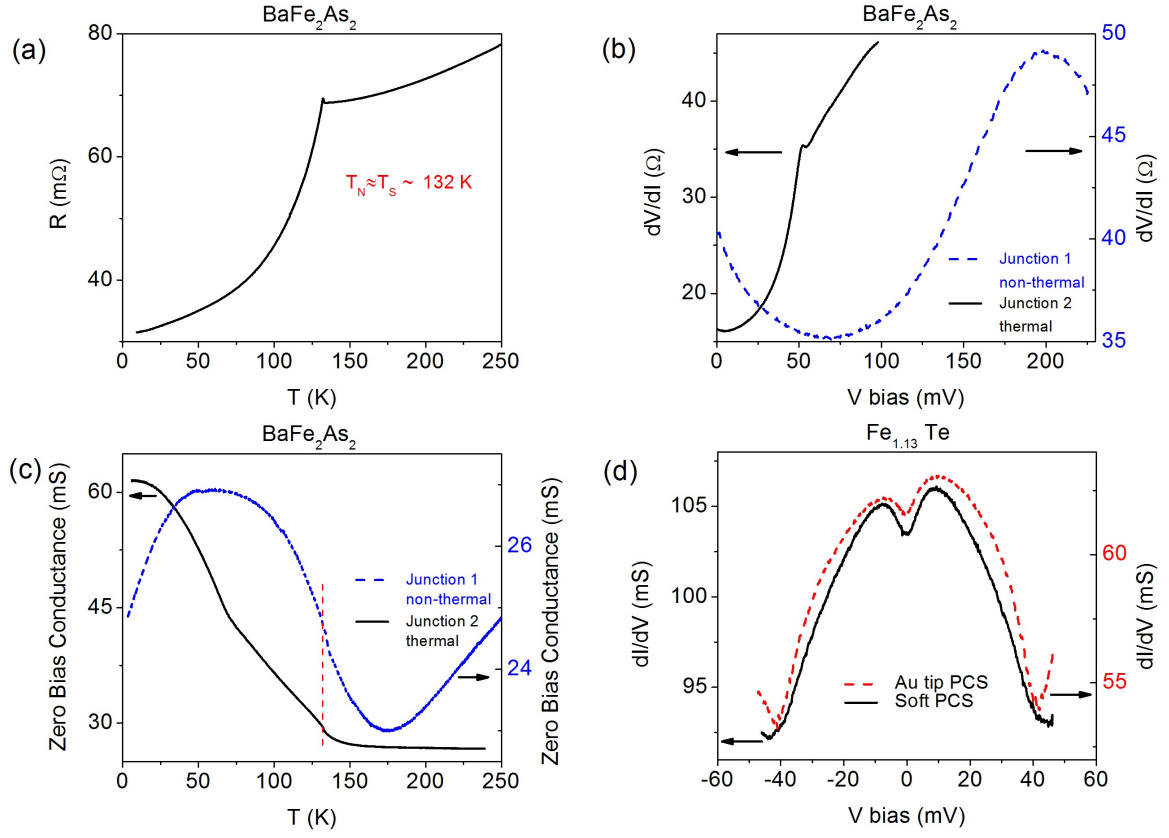 BaFe2As2
(a)
80
60
40
R (mΩ)
TN≈TS ~ 132 K
0 50 100 150 200 250
T (K)
BaFe2As2
(b)
40
30
20
dV/dI (Ω)
50
45
40
35
dV/dI (Ω)
Junction 1
non-thermal
Junction 2
thermal
0 50 100 150 200
V bias (mV)
BaFe2As2
(c)
60
45
30
Zero Bias Conductance (mS)
26
24
Zero Bias Conductance (mS)
Junction 1
non-thermal
Junction 2
thermal
0 50 100 150 200 250
T (K)
Fe1.13 Te
(d)
105
100
95
dI/dV (mS)
60
55
dI/dV (mS)
Au tip PCS
Soft PCS
-60 -40 -20 0 20 40 60
V bias (mV)